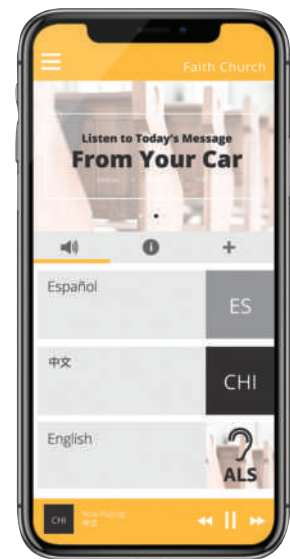 Faith Church
Listen to Today's Message
From Your Car
Español
ES
中文
CHI
English
ALS
CHI
Now Playing
中文